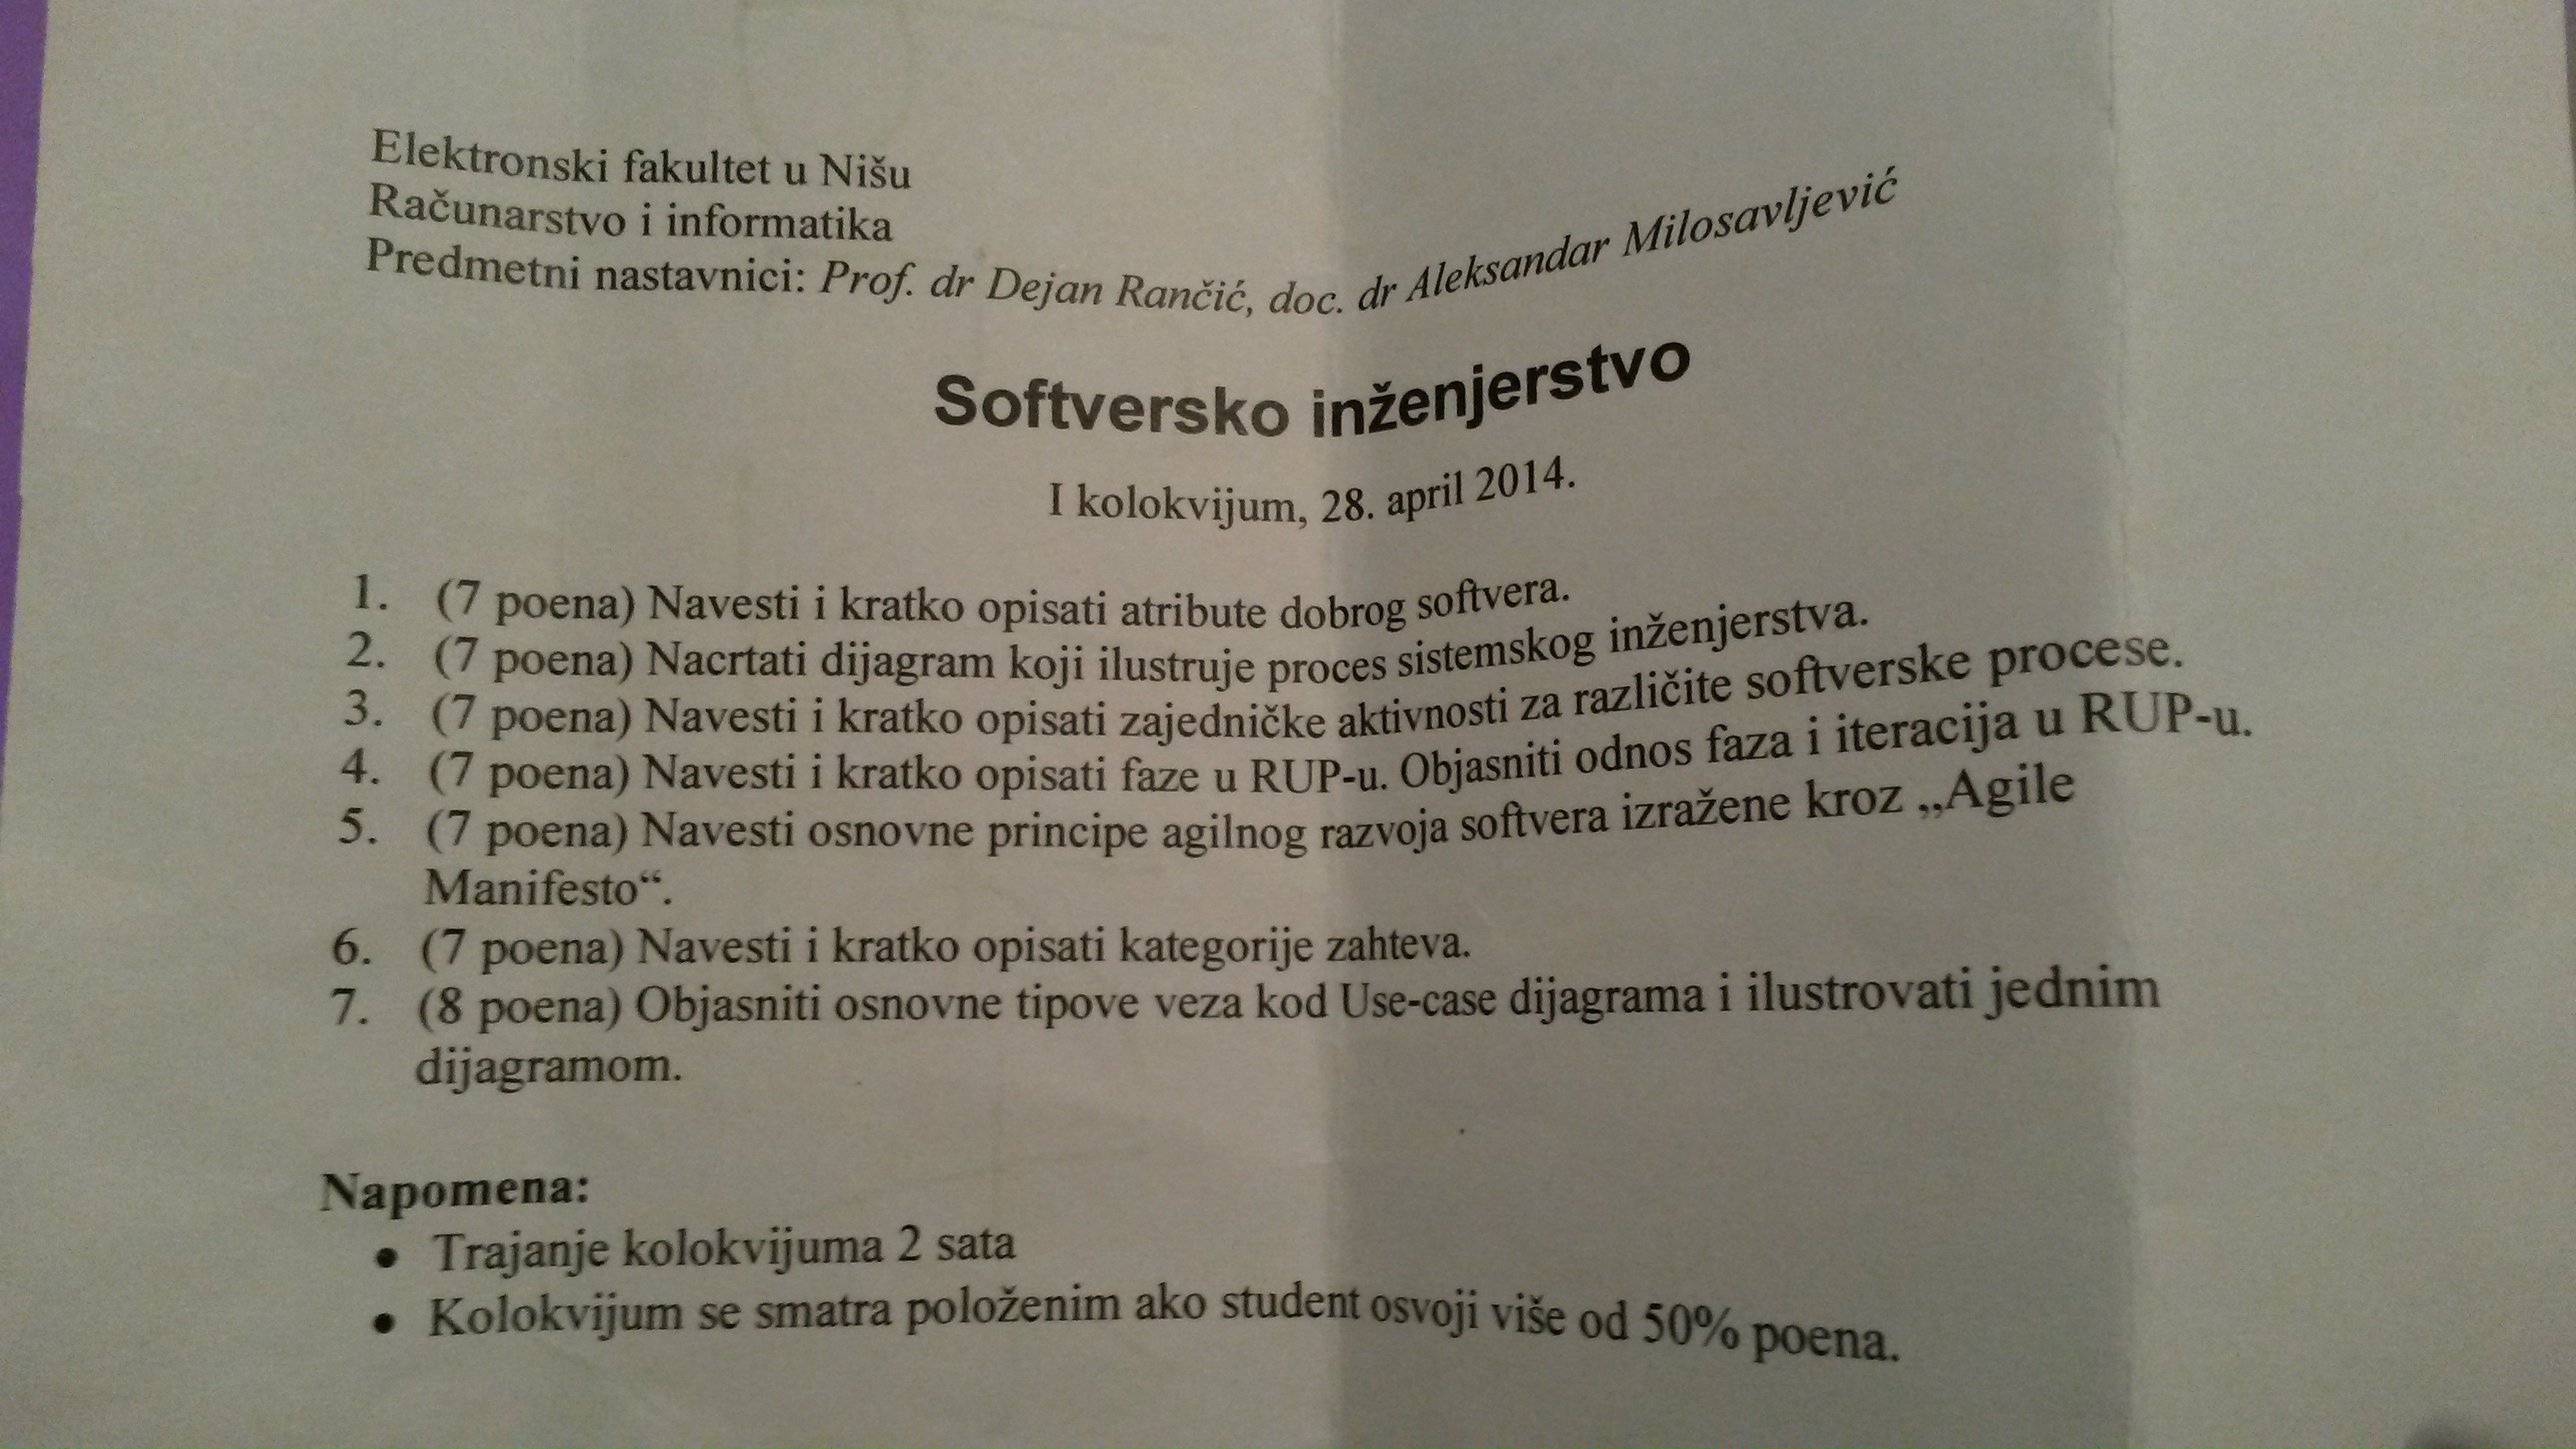 Elektronski fakultet u Nišu
Računarstvo i informatika
Predmetni nastavnici: Prof. dr Dejan Rančić, doc. dr Aleksandar Milosavljević
Softversko inženjerstvo
I kolokvijum, 28. april 2014.
1. (7 poena) Navesti i kratko opisati atribute dobrog softvera.
2. (7 poena) Nacrtati dijagram koji ilustruje proces sistemskog inženjerstva.
3. (7 poena) Navesti i kratko opisati zajedničke aktivnosti za različite softverske procese.
4. (7 poena) Navesti i kratko opisati faze u RUP-u. Objasniti odnos faza i iteracija u RUP-u.
5. (7 poena) Navesti osnovne principe agilnog razvoja softvera izražene kroz „Agile
Manifesto“.
6. (7 poena) Navesti i kratko opisati kategorije zahteva.
7. (8 poena) Objasniti osnovne tipove veza kod Use-case dijagrama i ilustrovati jednim
dijagramom.
Napomena:
• Trajanje kolokvijuma 2 sata
• Kolokvijum se smatra položenim ako student osvoji više od 50% poena.